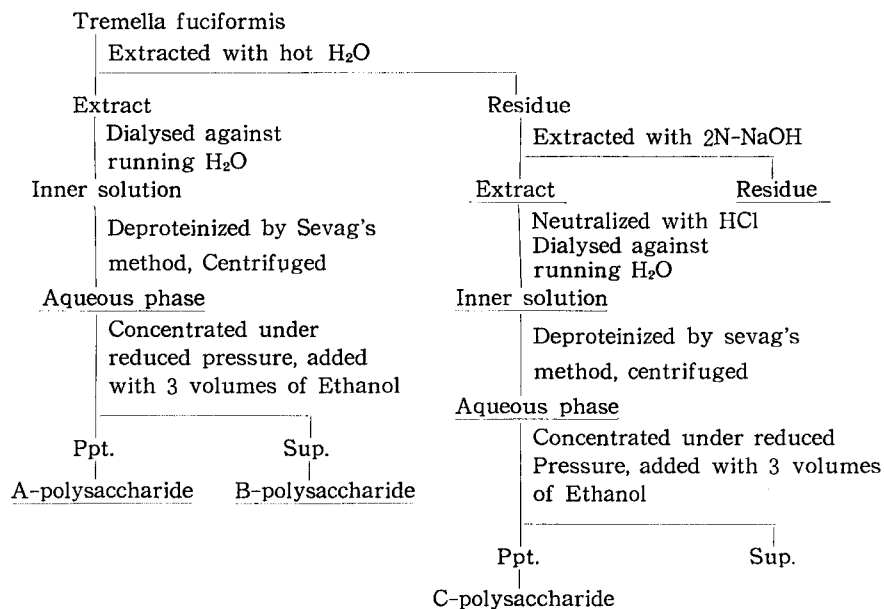 Tremella fuciformis
Extracted with hot H₂O
Extract
Dialysed against
running H₂O
Inner solution
Deproteinized by Sevag's
method, Centrifuged
Aqueous phase
Concentrated under
reduced pressure, added
with 3 volumes of Ethanol
Ppt.
Sup.
A-polysaccharide
B-polysaccharide
Residue
Extracted with 2N-NaOH
Extract
Residue
Neutralized with HCl
Dialysed against
running H₂O
Inner solution
Deproteinized by sevag's
method, centrifuged
Aqueous phase
Concentrated under reduced
Pressure, added with 3 volumes
of Ethanol
Ppt.
Sup.
C-polysaccharide